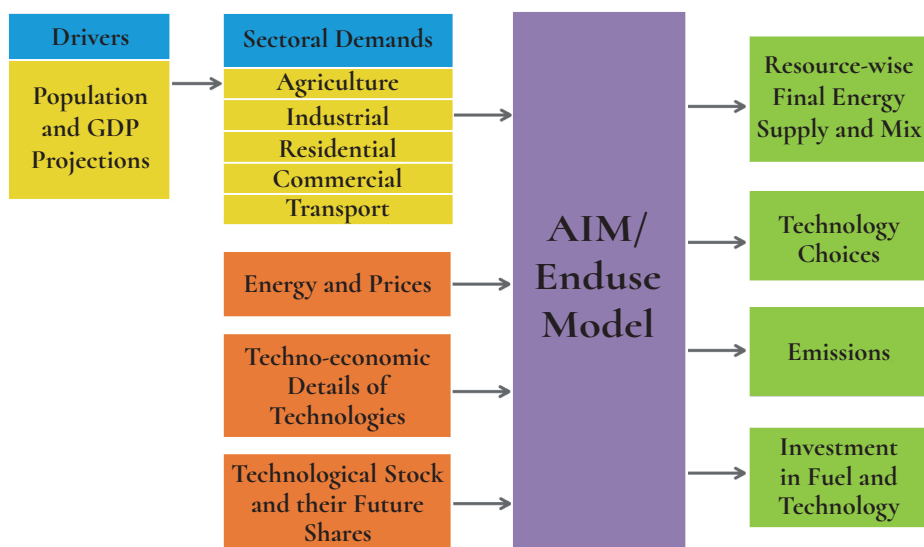 Drivers
Population
and GDP
Projections
Sectoral Demands
Agriculture
Industrial
Residential
Commercial
Transport
Energy and Prices
Techno-economic
Details of
Technologies
Technological Stock
and their Future
Shares
AIM/
Enduse
Model
Resource-wise
Final Energy
Supply and Mix
Technology
Choices
Emissions
Investment
in Fuel and
Technology